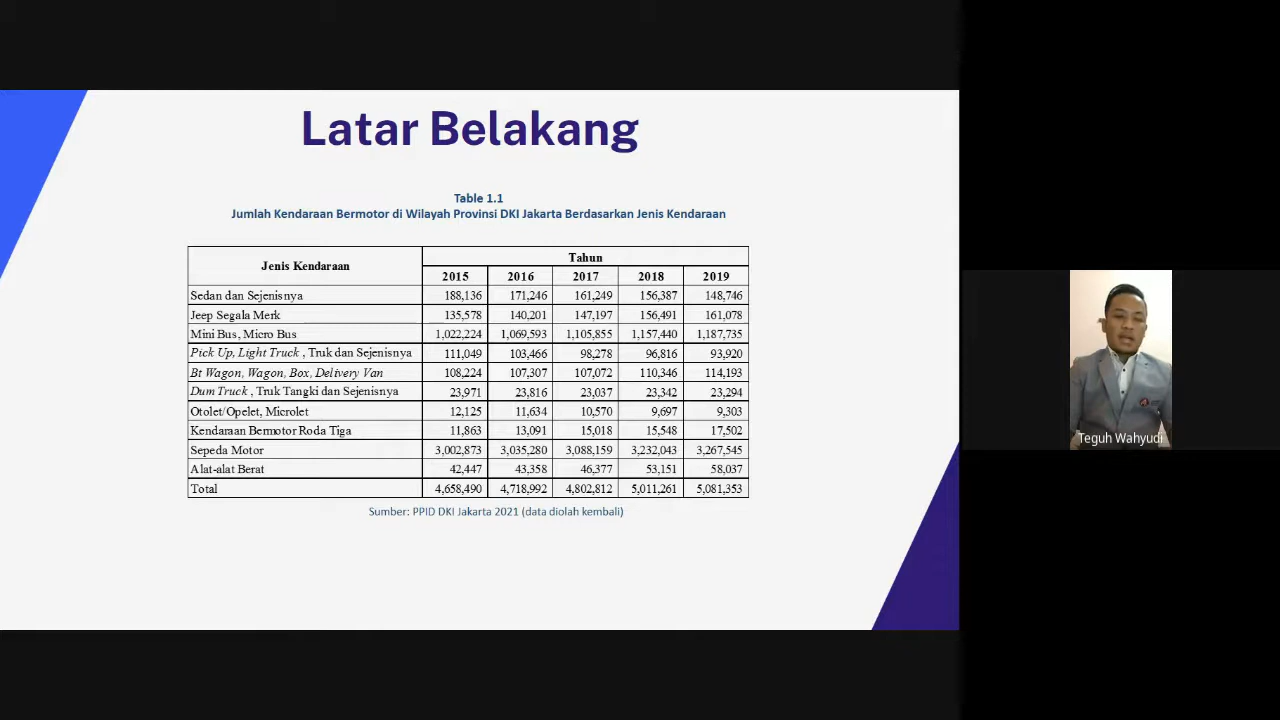 Latar Belakang
Table 1.1
Jumlah Kendaraan Bermotor di Wilayah Provinsi DKI Jakarta Berdasarkan Jenis Kendaraan
Jenis Kendaraan Tahun
2015 2016 2017 2018 2019
Sedan dan Sejenisnya 188,136 171,246 161,249 156,387 148,746
Jeep Segala Merk 135,578 140,201 147,197 156,491 161,078
Mini Bus, Micro Bus 1,022,224 1,069,593 1,105,855 1,157,440 1,187,735
Pick Up, Light Truck , Truk dan Sejenisnya 111,049 103,466 98,278 96,816 93,920
Bt Wagon, Wagon, Box, Delivery Van 108,224 107,307 107,072 110,346 114,193
Dum Truck , Truk Tangki dan Sejenisnya 23,971 23,816 23,037 23,342 23,294
Otolet/Opelet, Microlet 12,125 11,634 10,570 9,697 9,303
Kendaraan Bermotor Roda Tiga 11,863 13,091 15,018 15,548 17,502
Sepeda Motor 3,002,873 3,035,280 3,088,159 3,232,043 3,267,545
Alat-alat Berat 42,447 43,358 46,377 53,151 58,037
Total 4,658,490 4,718,992 4,802,812 5,011,261 5,081,353
Sumber: PPID DKI Jakarta 2021 (data diolah kembali)
Teguh Wahyudi